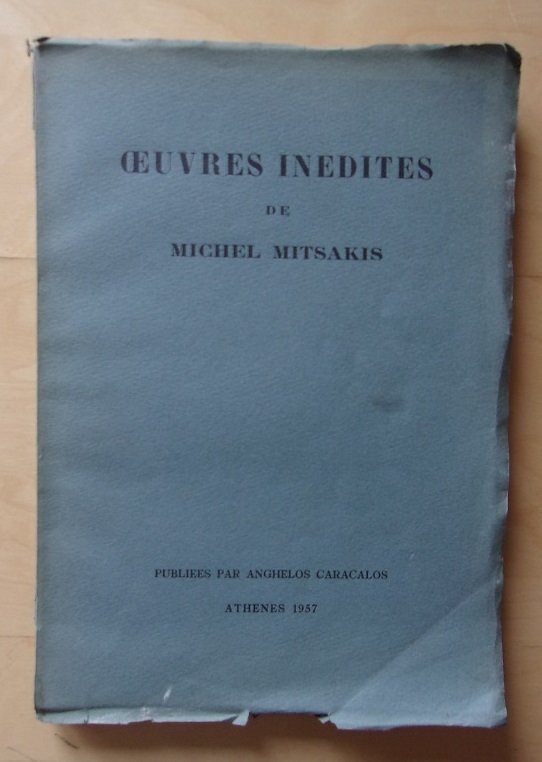 ŒUVRES INEDITES
DE
MICHEL MITSAKIS
PUBLIEES PAR ANGHELOS CARACALOS
ATHENES 1957